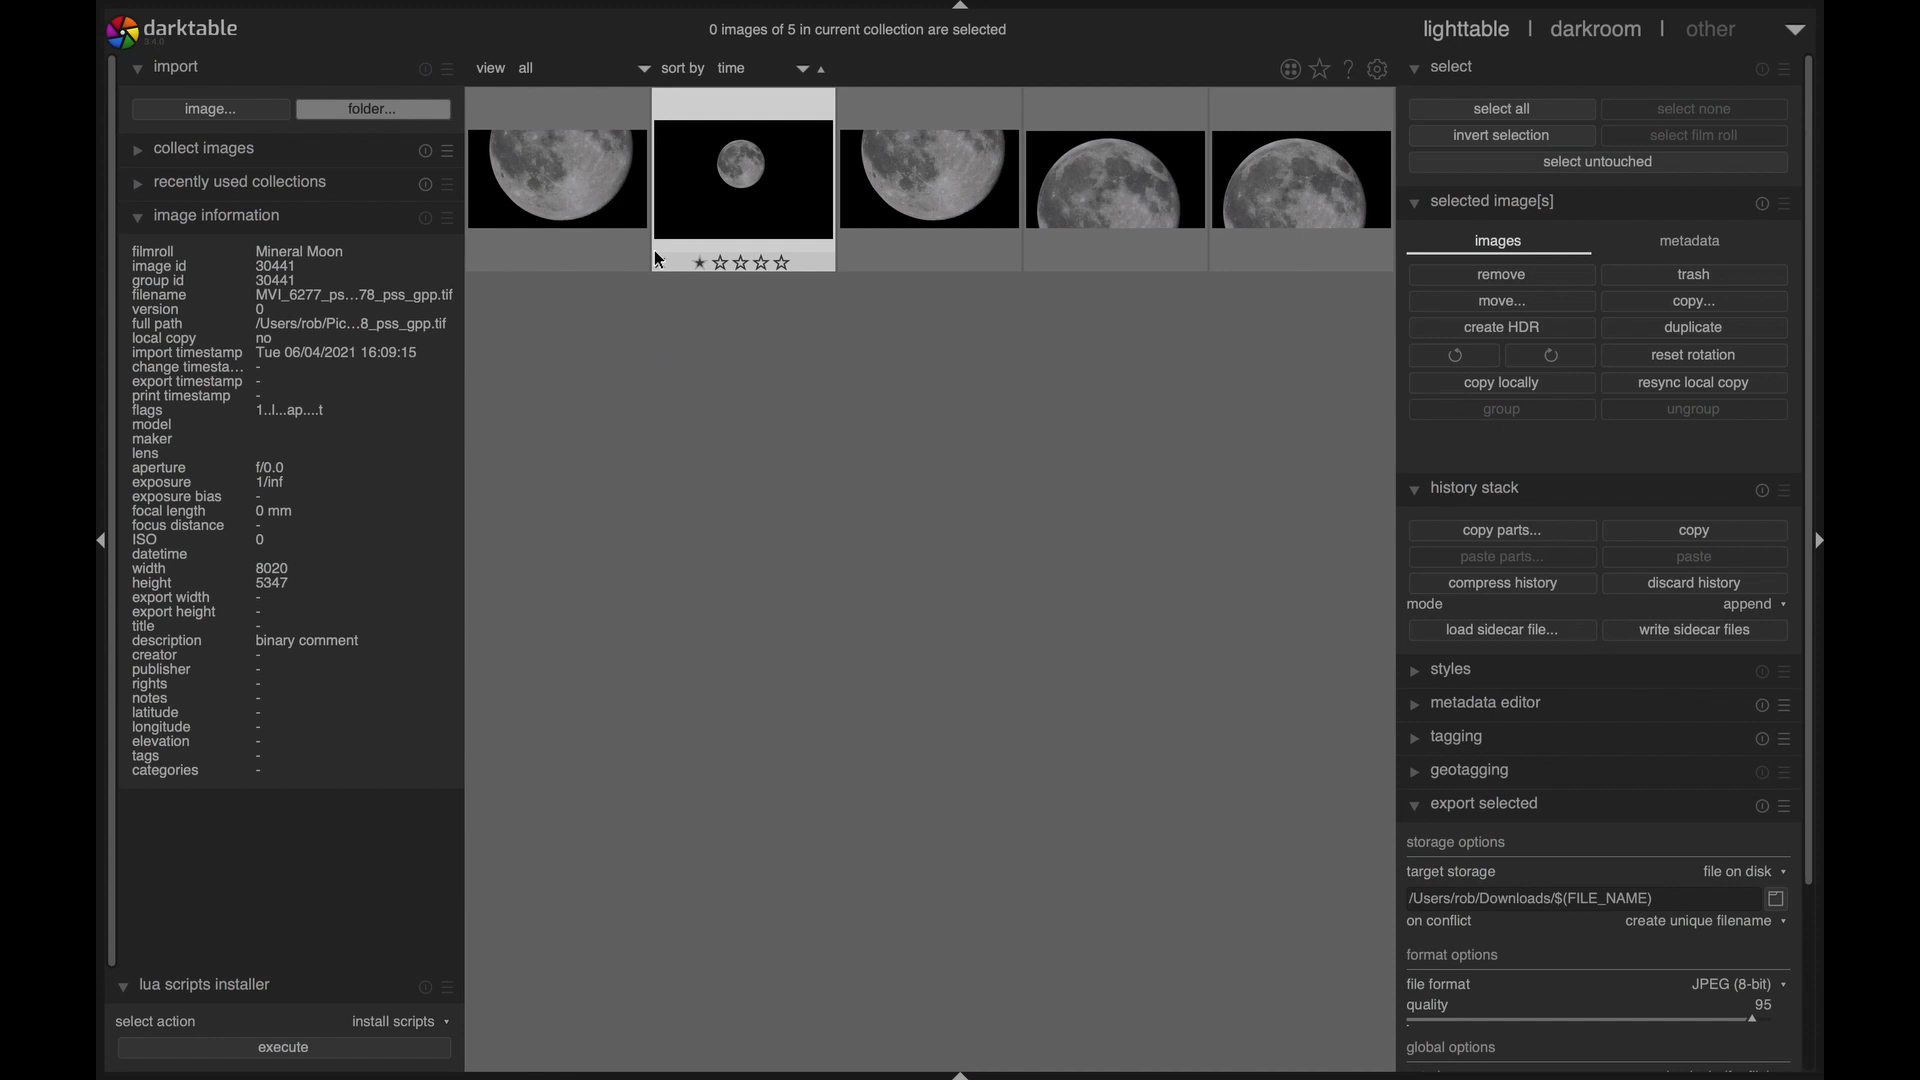 darktable
3.4.0
0 images of 5 in current collection are selected
lighttable | darkroom | other
import
image...
folder...
collect images
recently used collections
image information
filmroll Mineral Moon
image id 30441
group id 30441
filename MVI_6277_ps...78_pss_gpp.tif
version 0
full path /Users/rob/Pic...8_pss_gpp.tif
local copy no
import timestamp Tue 06/04/2021 16:09:15
change timesta... -
export timestamp -
print timestamp -
flags 1..I...ap....t
model
maker
lens
aperture f/0.0
exposure 1/inf
exposure bias -
focal length 0 mm
focus distance -
ISO 0
datetime
width 8020
height 5347
export width -
export height -
title -
description binary comment
creator -
publisher -
rights -
notes -
latitude -
longitude -
elevation -
tags -
categories -
lua scripts installer
select action install scripts
execute
view all sort by time
?
select
select all
select none
invert selection
select film roll
select untouched
selected image[s]
images
metadata
remove
trash
move...
copy...
create HDR
duplicate
reset rotation
copy locally
resync local copy
group
ungroup
history stack
copy parts...
copy
paste parts...
paste
compress history
discard history
mode append
load sidecar file...
write sidecar files
styles
metadata editor
tagging
geotagging
export selected
storage options
target storage file on disk
/Users/rob/Downloads/$(FILE_NAME)
on conflict create unique filename
format options
file format JPEG (8-bit)
quality 95
global options